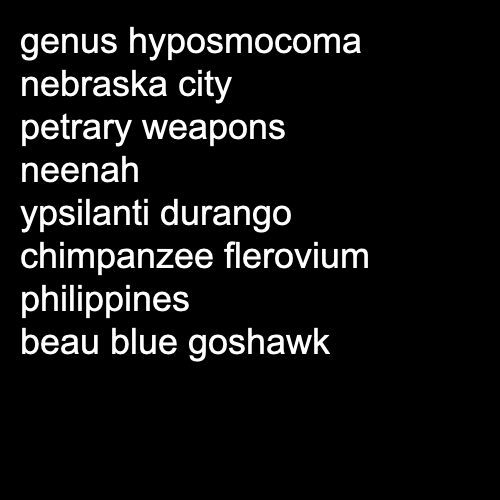 genus hyposmocoma
nebraska city
petrary weapons
neenah
ypsilanti durango
chimpanzee flerovium
philippines
beau blue goshawk